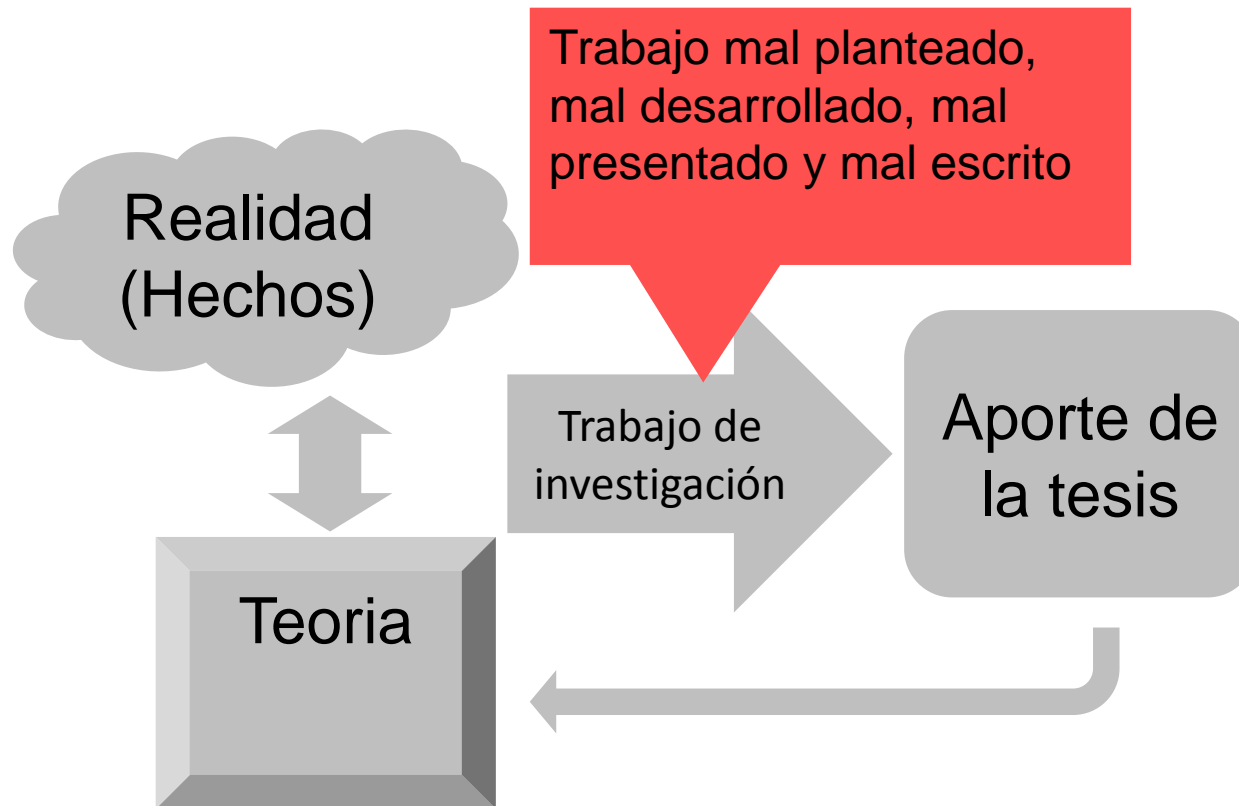 Trabajo mal planteado,
mal desarrollado, mal
presentado y mal escrito
Realidad
(Hechos)
Trabajo de
investigación
Aporte de
la tesis
Teoria